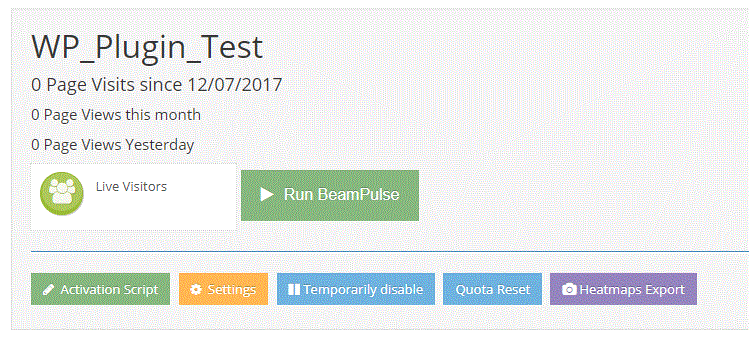 WP_Plugin_Test
0 Page Visits since 12/07/2017
0 Page Views this month
0 Page Views Yesterday
Live Visitors
Run BeamPulse
Activation Script Settings Temporarily disable Quota Reset Heatmaps Export